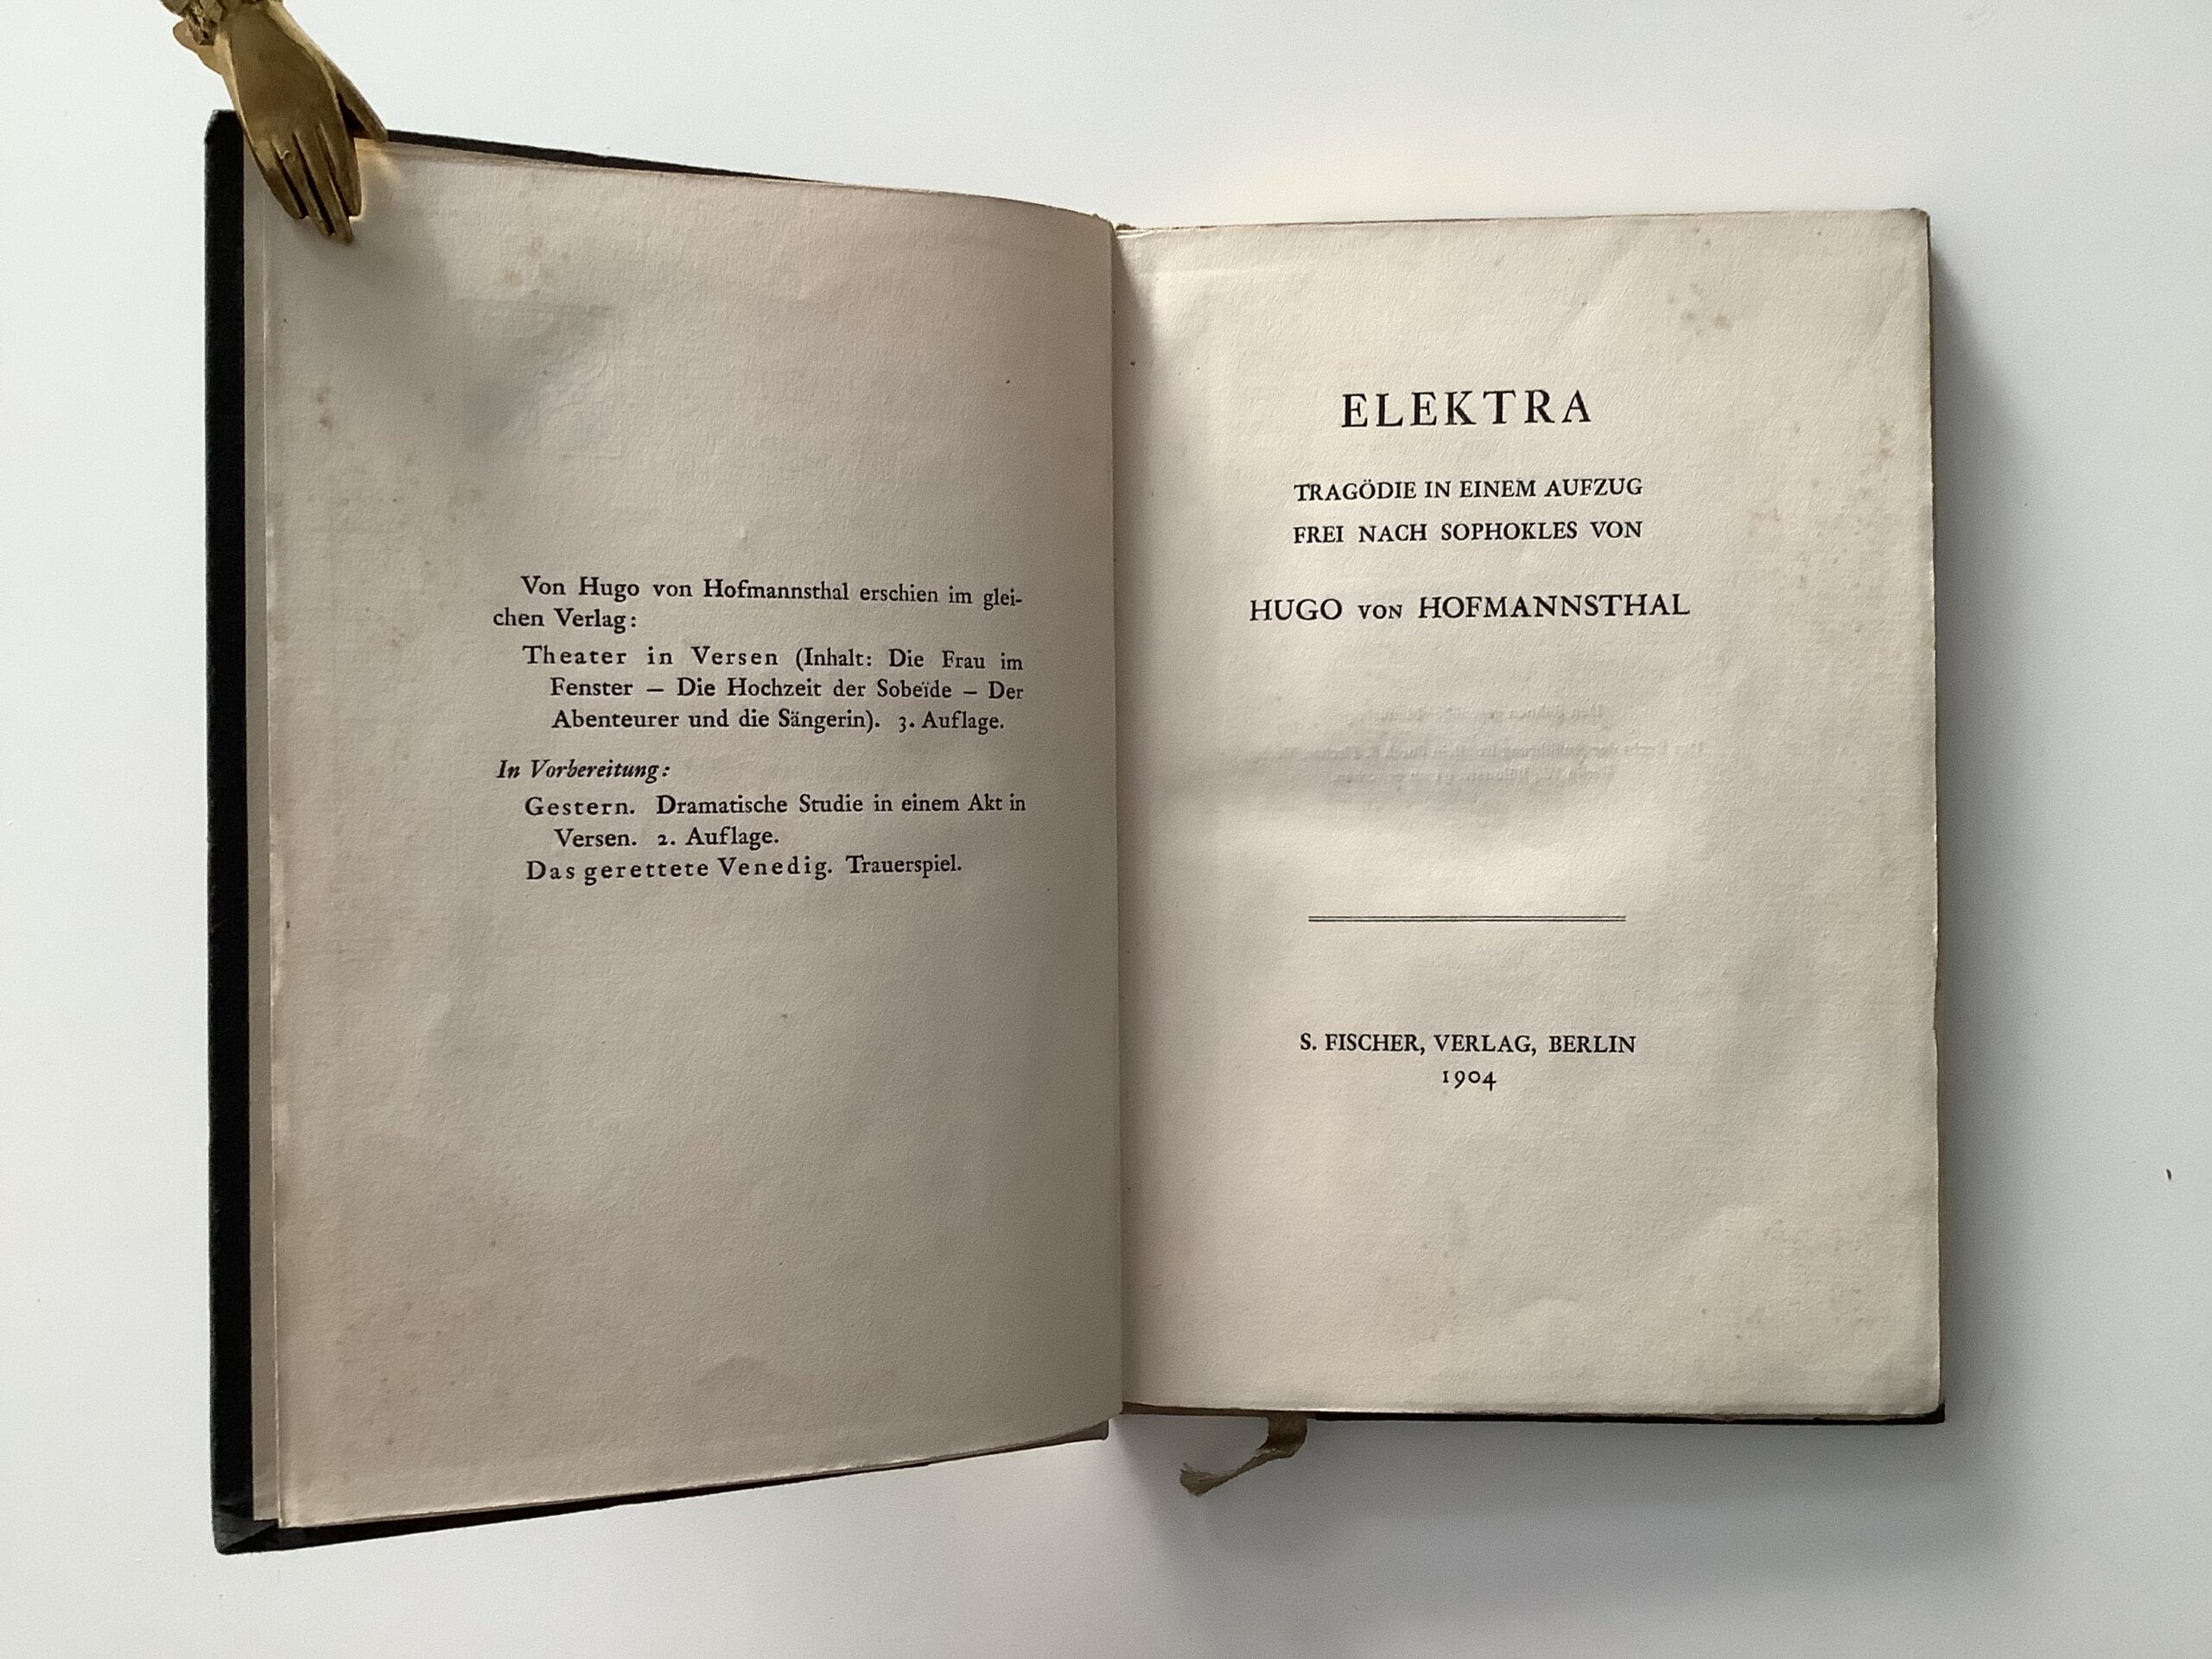 Von Hugo von Hofmannsthal erschien im glei-
chen Verlag:
Theater in Versen (Inhalt: Die Frau im
Fenster — Die Hochzeit der Sobeïde — Der
Abenteurer und die Sängerin). 3. Auflage.
In Vorbereitung:
Gestern. Dramatische Studie in einem Akt in
Versen. 2. Auflage.
Das gerettete Venedig. Trauerspiel.
ELEKTRA
TRAGÖDIE IN EINEM AUFZUG
FREI NACH SOPHOKLES VON
HUGO VON HOFMANNSTHAL
S. FISCHER, VERLAG, BERLIN
1904